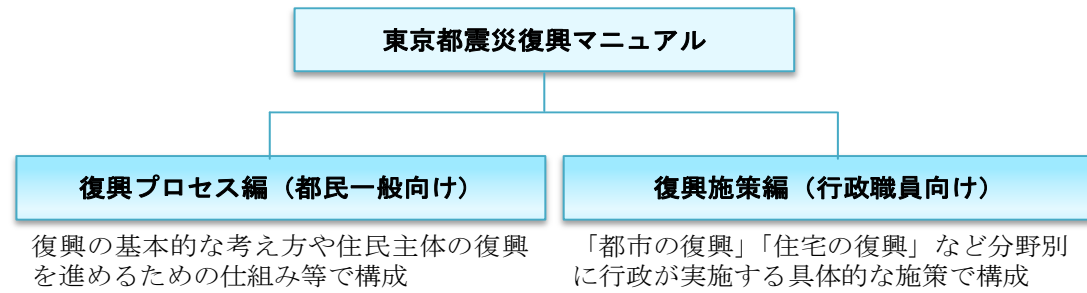 東京都震災復興マニュアル
復興プロセス編（都民一般向け）
復興の基本的な考え方や住民主体の復興
を進めるための仕組み等で構成
復興施策編（行政職員向け）
「都市の復興」「住宅の復興」など分野別
に行政が実施する具体的な施策で構成